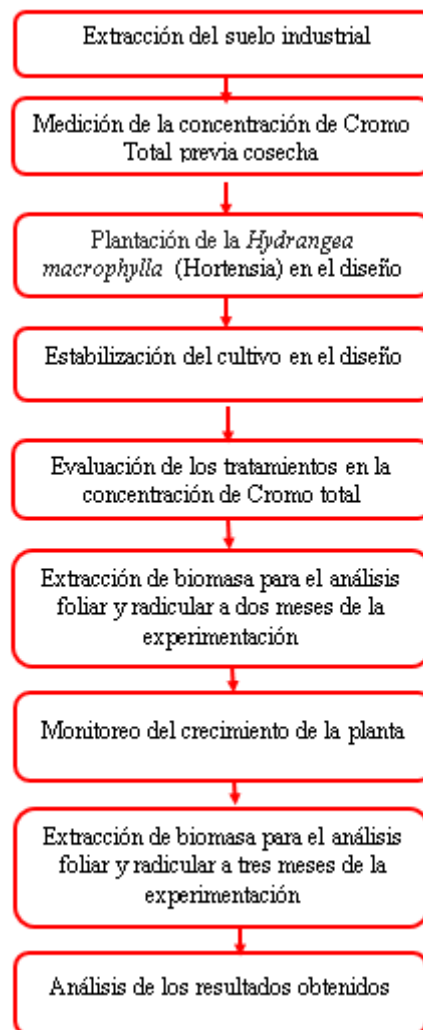 Extracción del suelo industrial
Medición de la concentración de Cromo
Total previa cosecha
Plantación de la Hydrangea
macrophylla (Hortensia) en el diseño
Estabilización del cultivo en el diseño
Evaluación de los tratamientos en la
concentración de Cromo total
Extracción de biomasa para el análisis
foliar y radicular a dos meses de la
experimentación
Monitoreo del crecimiento de la planta
Extracción de biomasa para el análisis
foliar y radicular a tres meses de la
experimentación
Análisis de los resultados obtenidos